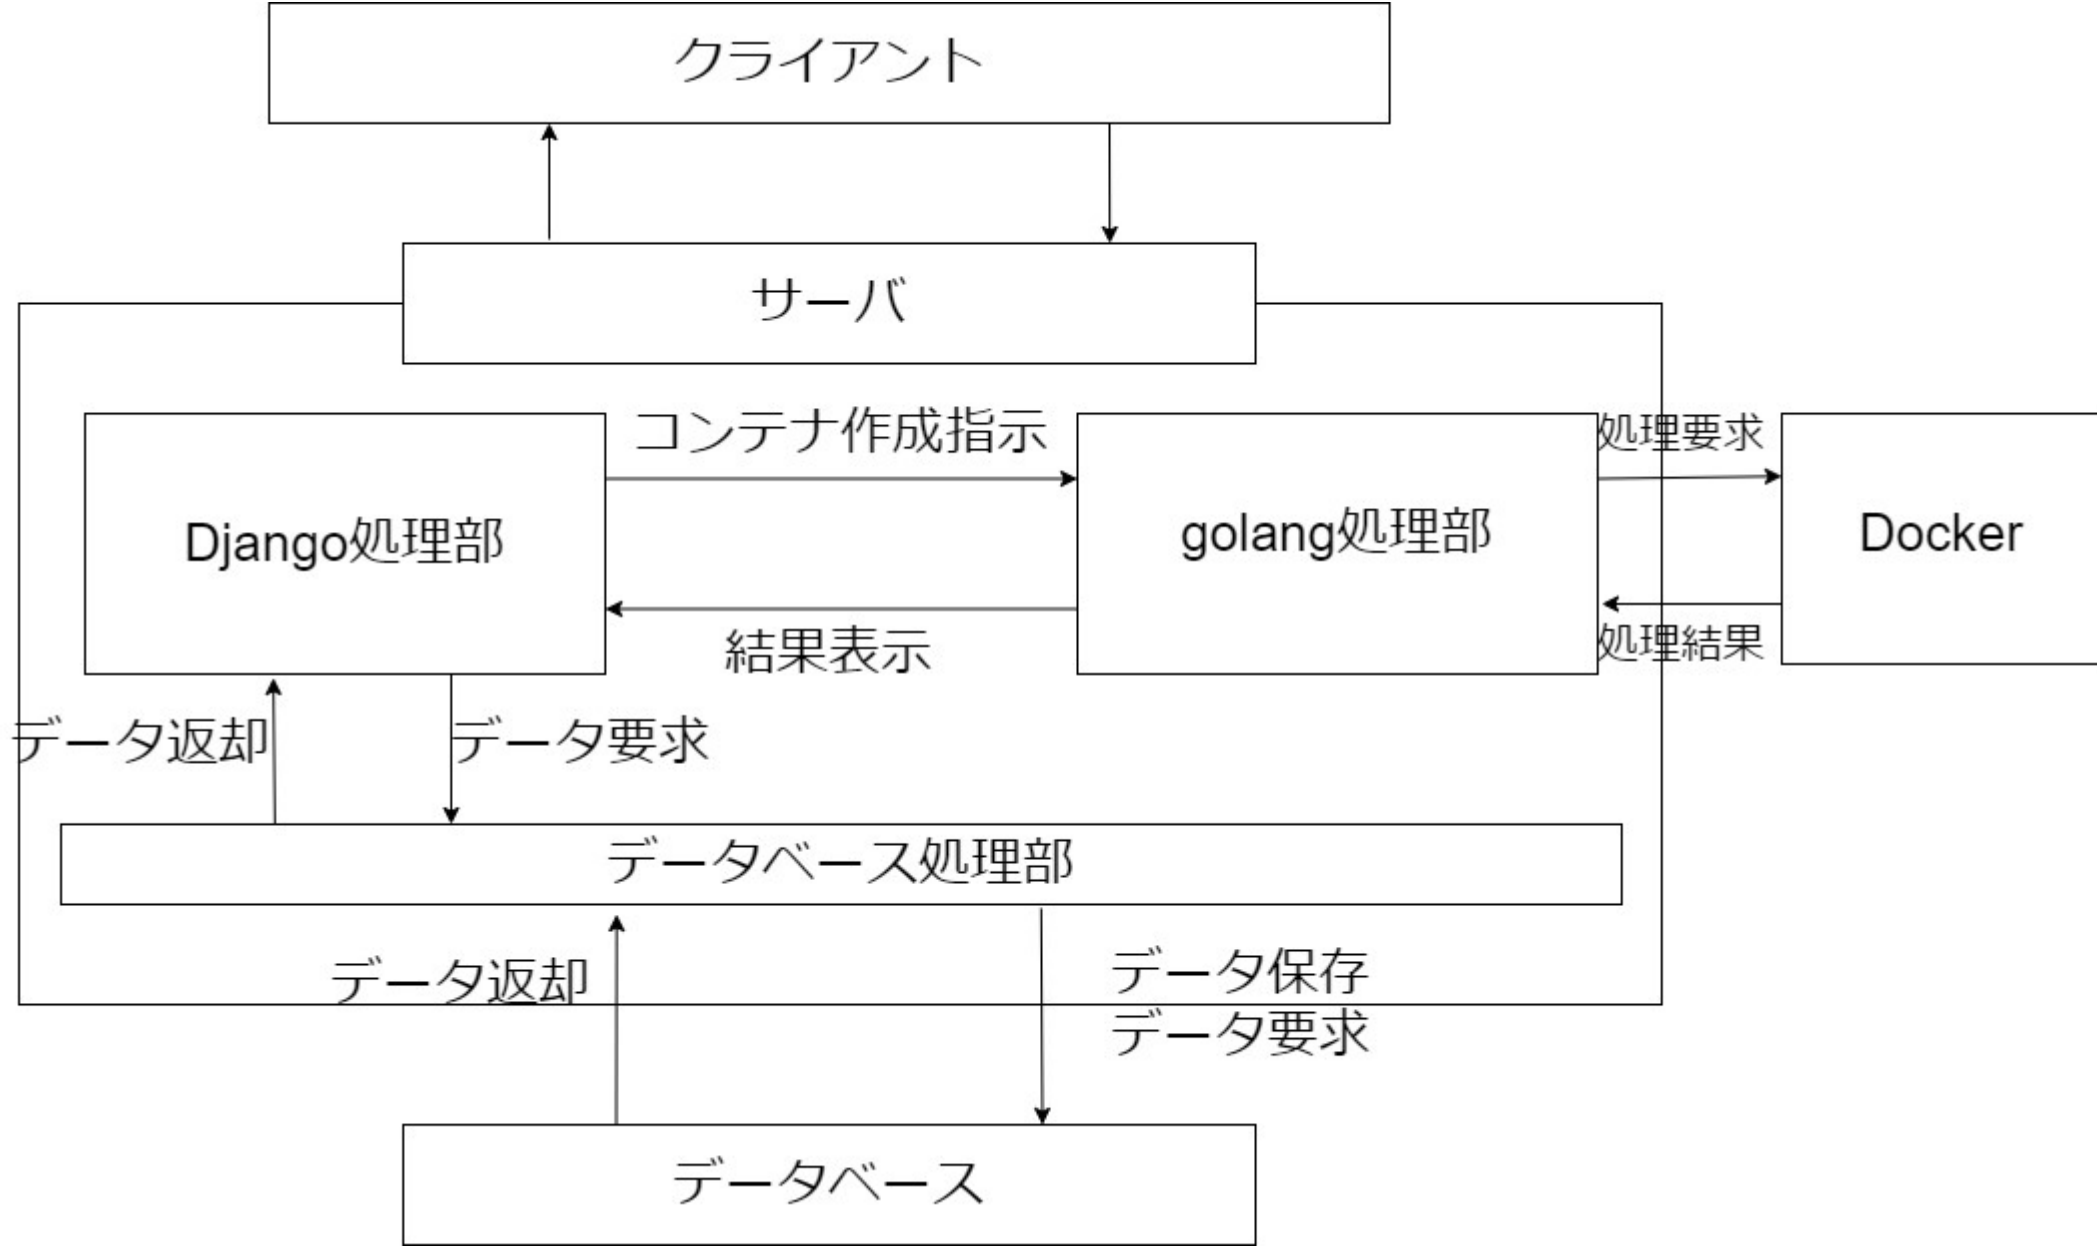 クライアント
サーバ
コンテナ作成指示
処理要求
Django処理部
golang処理部
Docker
結果表示
処理結果
データ返却
データ要求
データベース処理部
データ返却
データ保存
データ要求
データベース